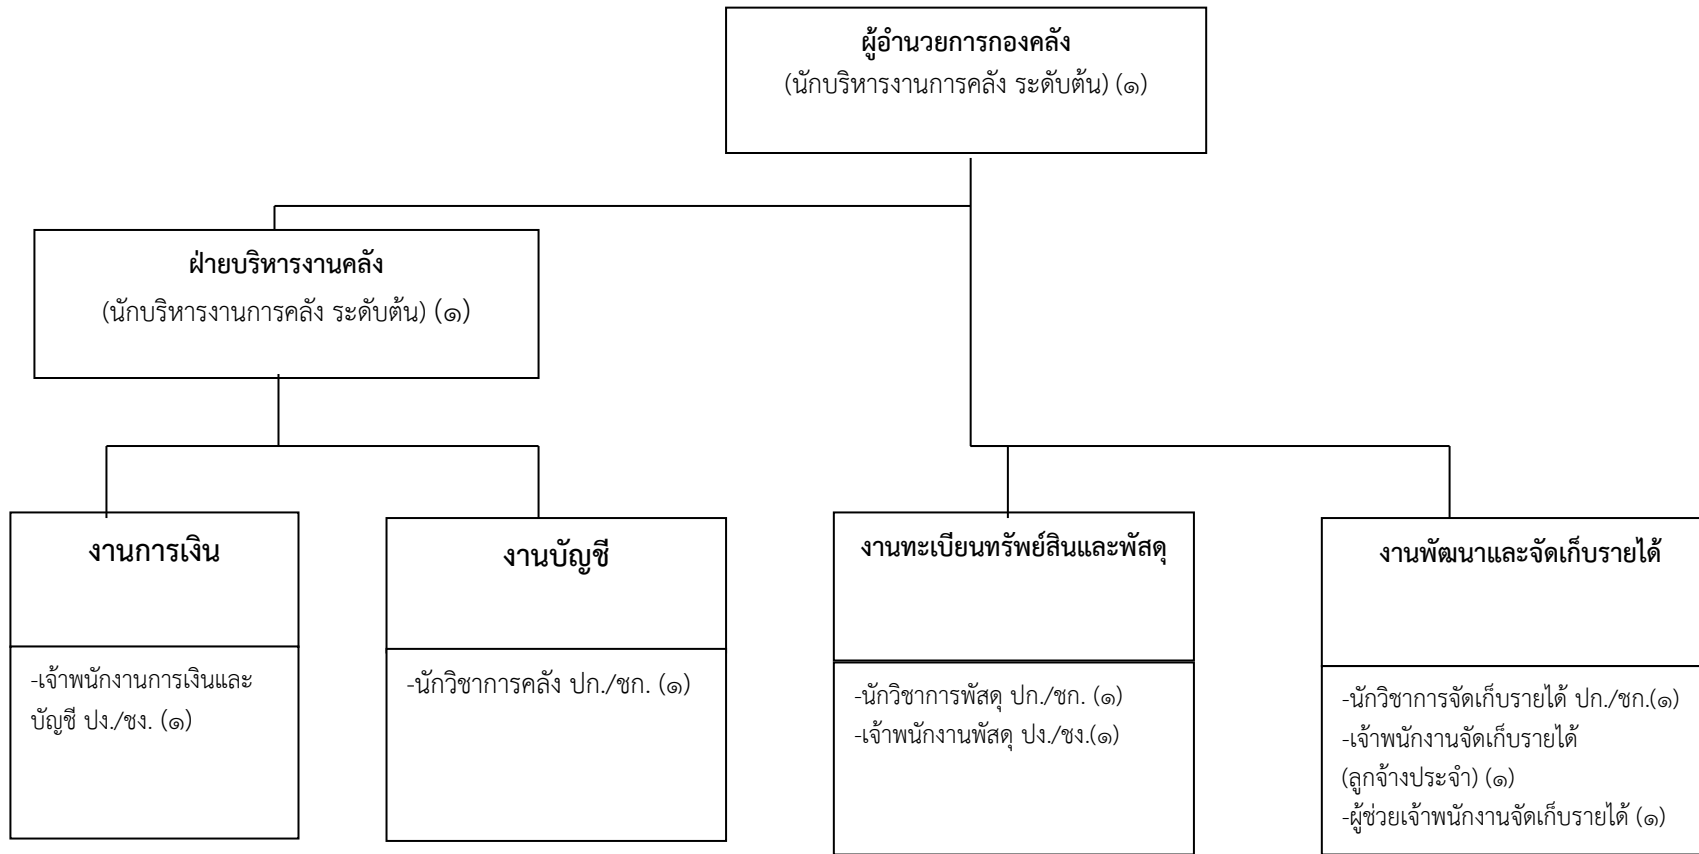 ผู้อำนวยการกองคลัง
(นักบริหารงานการคลัง ระดับต้น) (๑)
ฝ่ายบริหารงานคลัง
(นักบริหารงานการคลัง ระดับต้น) (๑)
งานการเงิน
-เจ้าพนักงานการเงินและ
บัญชี ปง./ชง. (๑)
งานบัญชี
-นักวิชาการคลัง ปก./ชก. (๑)
งานทะเบียนทรัพย์สินและพัสดุ
-นักวิชาการพัสดุ ปก./ชก. (๑)
-เจ้าพนักงานพัสดุ ปง./ชง.(๑)
งานพัฒนาและจัดเก็บรายได้
-นักวิชาการจัดเก็บรายได้ ปก./ชก.(๑)
-เจ้าพนักงานจัดเก็บรายได้
(ลูกจ้างประจำ) (๑)
-ผู้ช่วยเจ้าพนักงานจัดเก็บรายได้ (๑)